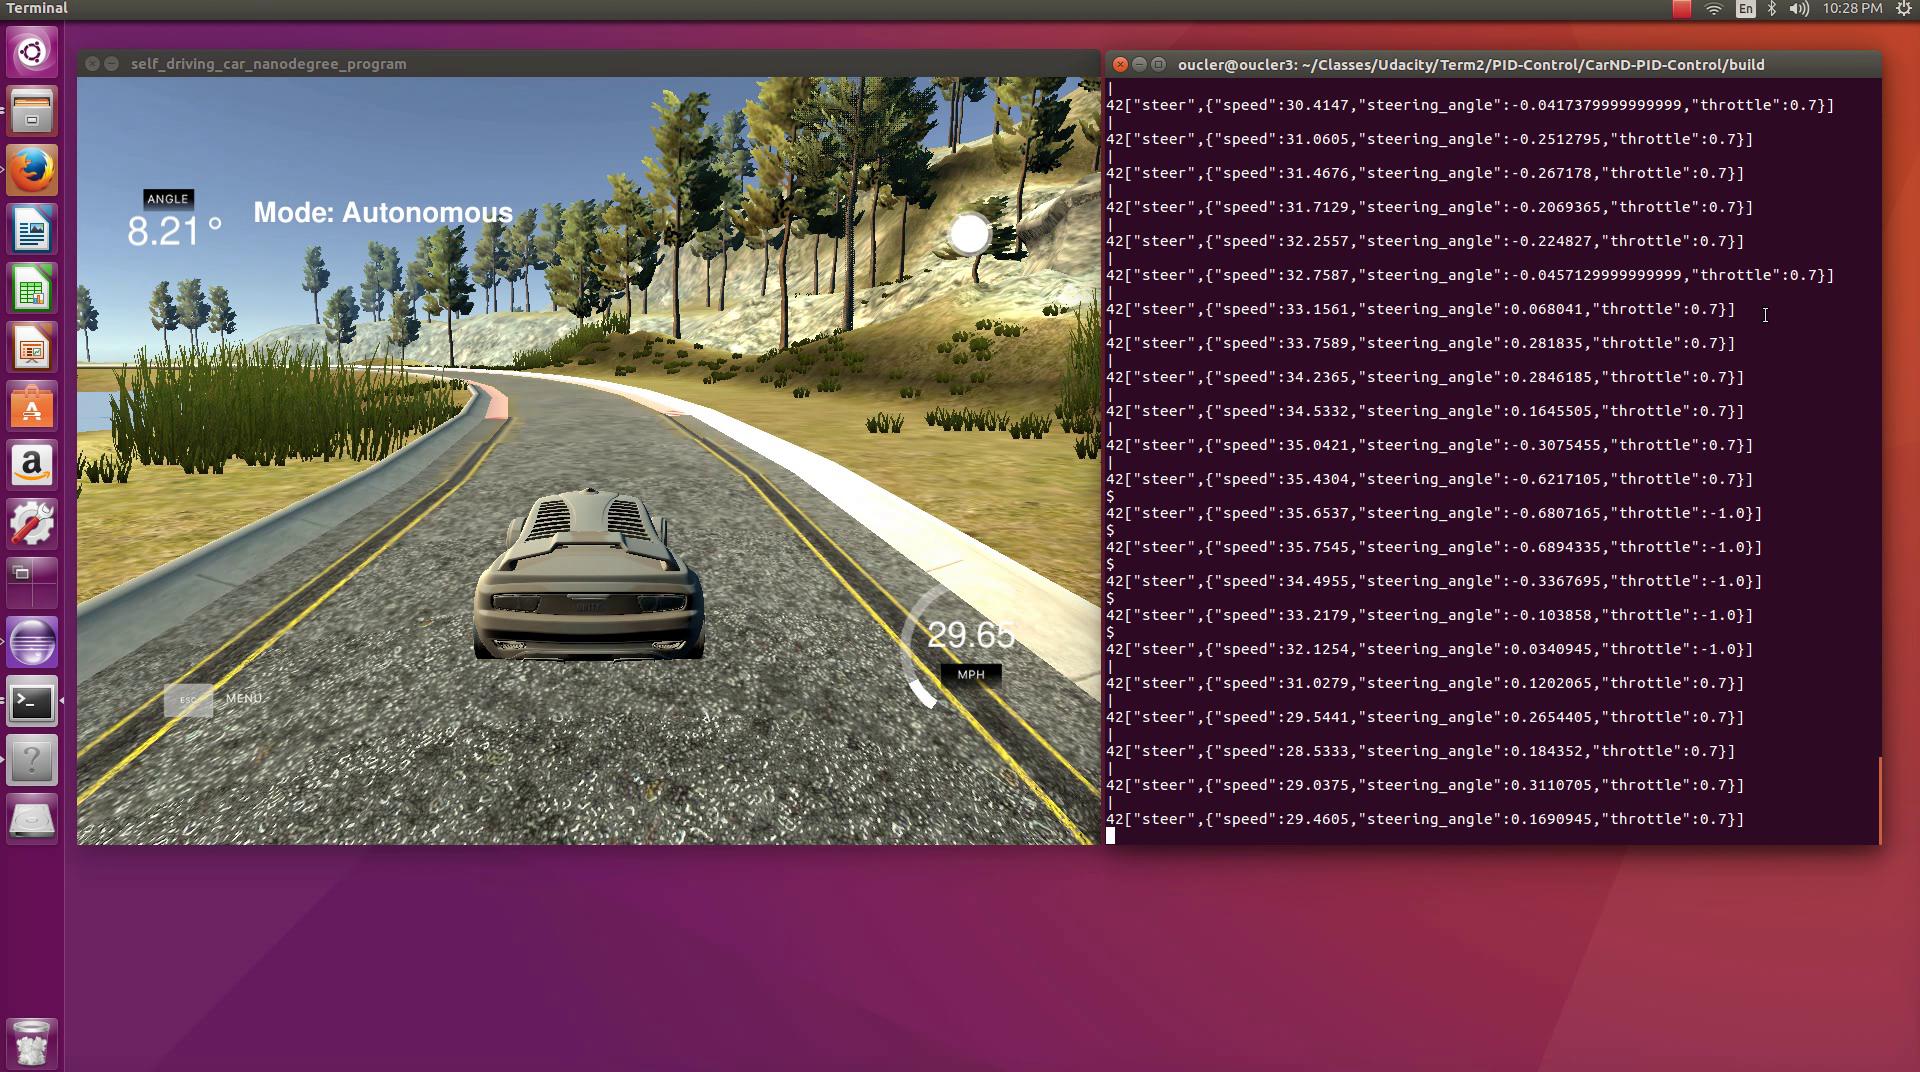 Terminal
En
10:28 PM
self_driving_car_nanodegree_program
ANGLE
8.21°
Mode: Autonomous
29.65
MPH
ESC
MENU
oucler@oucler3: ~/Classes/Udacity/Term2/PID-Control/CarND-PID-Control/build
|
42["steer",{"speed":30.4147,"steering_angle":-0.0417379999999999,"throttle":0.7}]
|
42["steer",{"speed":31.0605,"steering_angle":-0.2512795,"throttle":0.7}]
|
42["steer",{"speed":31.4676,"steering_angle":-0.267178,"throttle":0.7}]
|
42["steer",{"speed":31.7129,"steering_angle":-0.2069365,"throttle":0.7}]
|
42["steer",{"speed":32.2557,"steering_angle":-0.224827,"throttle":0.7}]
|
42["steer",{"speed":32.7587,"steering_angle":-0.0457129999999999,"throttle":0.7}]
|
42["steer",{"speed":33.1561,"steering_angle":0.068041,"throttle":0.7}]
|
42["steer",{"speed":33.7589,"steering_angle":0.281835,"throttle":0.7}]
|
42["steer",{"speed":34.2365,"steering_angle":0.2846185,"throttle":0.7}]
|
42["steer",{"speed":34.5332,"steering_angle":0.1645505,"throttle":0.7}]
|
42["steer",{"speed":35.0421,"steering_angle":-0.3075455,"throttle":0.7}]
|
42["steer",{"speed":35.4304,"steering_angle":-0.6217105,"throttle":0.7}]
$
42["steer",{"speed":35.6537,"steering_angle":-0.6807165,"throttle":-1.0}]
$
42["steer",{"speed":35.7545,"steering_angle":-0.6894335,"throttle":-1.0}]
$
42["steer",{"speed":34.4955,"steering_angle":-0.3367695,"throttle":-1.0}]
$
42["steer",{"speed":33.2179,"steering_angle":-0.103858,"throttle":-1.0}]
$
42["steer",{"speed":32.1254,"steering_angle":0.0340945,"throttle":-1.0}]
|
42["steer",{"speed":31.0279,"steering_angle":0.1202065,"throttle":0.7}]
|
42["steer",{"speed":29.5441,"steering_angle":0.2654405,"throttle":0.7}]
|
42["steer",{"speed":28.5333,"steering_angle":0.184352,"throttle":0.7}]
|
42["steer",{"speed":29.0375,"steering_angle":0.3110705,"throttle":0.7}]
|
42["steer",{"speed":29.4605,"steering_angle":0.1690945,"throttle":0.7}]